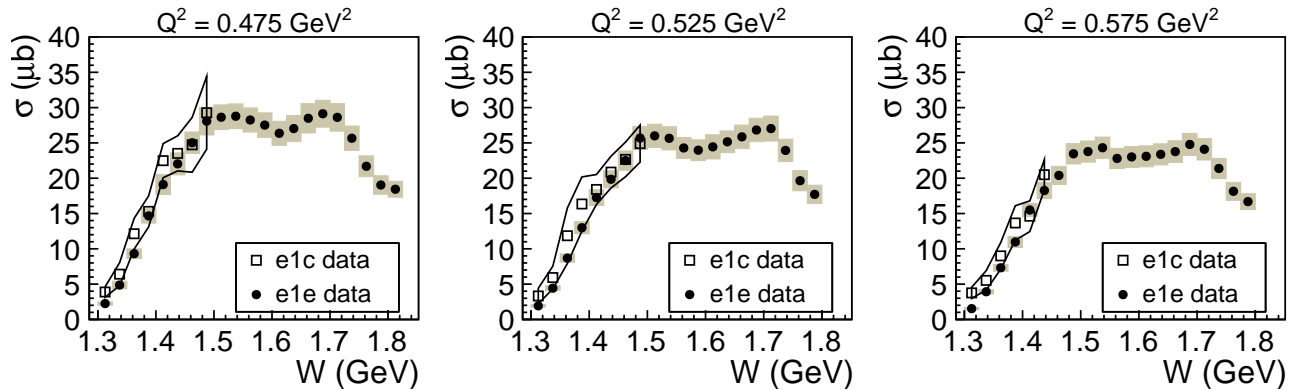 Q² = 0.475 GeV²
σ (μb)
40
35
30
25
20
15
10
5
0
e1c data
e1e data
1.3 1.4 1.5 1.6 1.7 1.8
W (GeV)
Q² = 0.525 GeV²
σ (μb)
40
35
30
25
20
15
10
5
0
e1c data
e1e data
1.3 1.4 1.5 1.6 1.7 1.8
W (GeV)
Q² = 0.575 GeV²
σ (μb)
40
35
30
25
20
15
10
5
0
e1c data
e1e data
1.3 1.4 1.5 1.6 1.7 1.8
W (GeV)